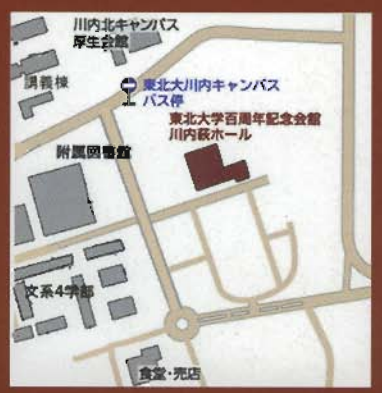 川内北キャンパス
厚生会館
講義棟
東北大川内キャンパス
バス停
東北大学百周年記念会館
川内萩ホール
附属図書館
文系4学部
食堂・売店